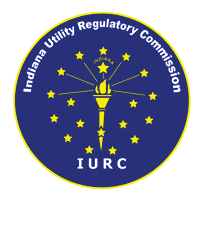 Indiana Utility Regulatory Commission
INDIANA
IURC